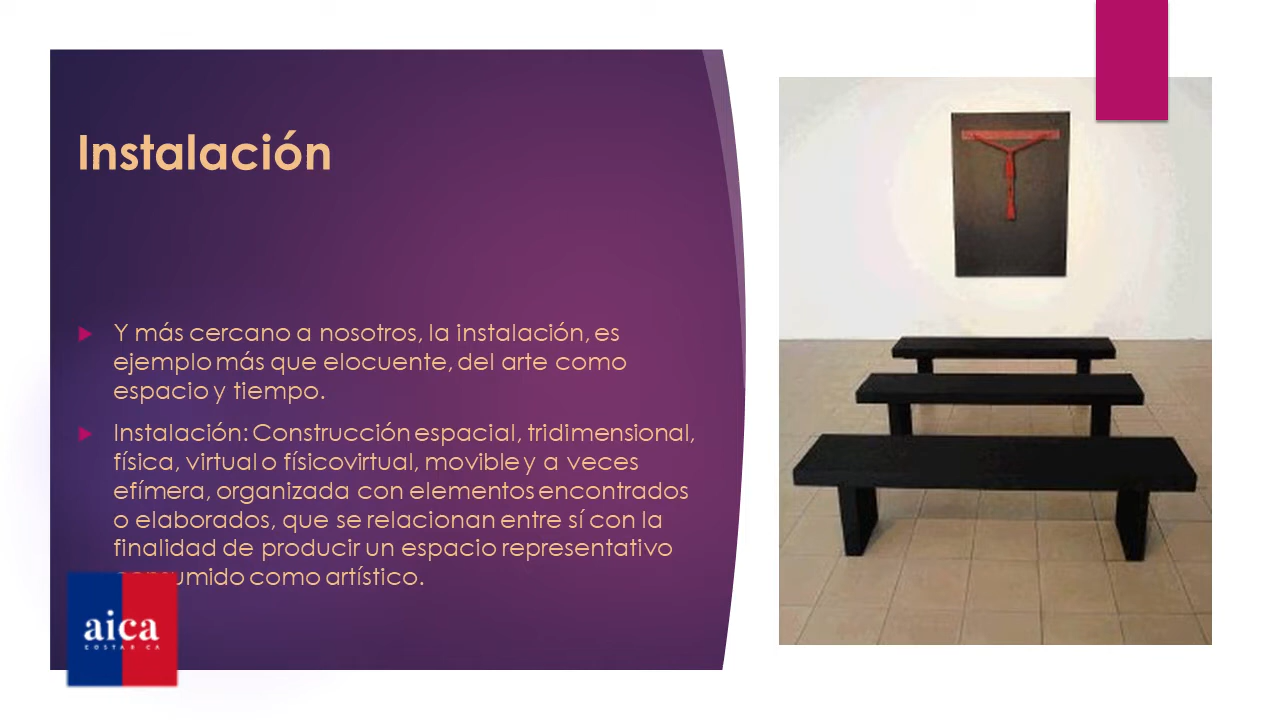 Instalación
Y más cercano a nosotros, la instalación, es
ejemplo más que elocuente, del arte como
espacio y tiempo.
Instalación: Construcción espacial, tridimensional,
física, virtual o físicovirtual, movible y a veces
efímera, organizada con elementos encontrados
o elaborados, que se relacionan entre sí con la
finalidad de producir un espacio representativo
consumido como artístico.
aica
COSTARICA